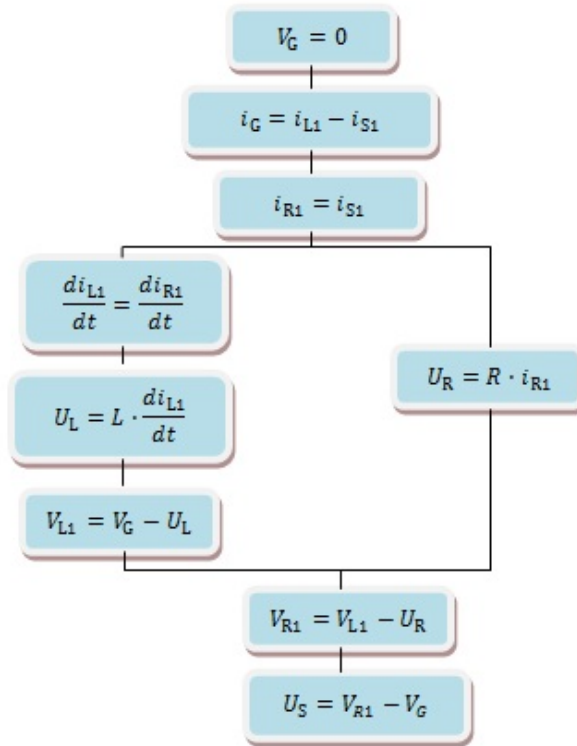 V_G = 0
i_G = i_L1 − i_S1
i_R1 = i_S1
di_L1/dt = di_R1/dt
U_L = L · di_L1/dt
V_L1 = V_G − U_L
U_R = R · i_R1
V_R1 = V_L1 − U_R
U_S = V_R1 − V_G